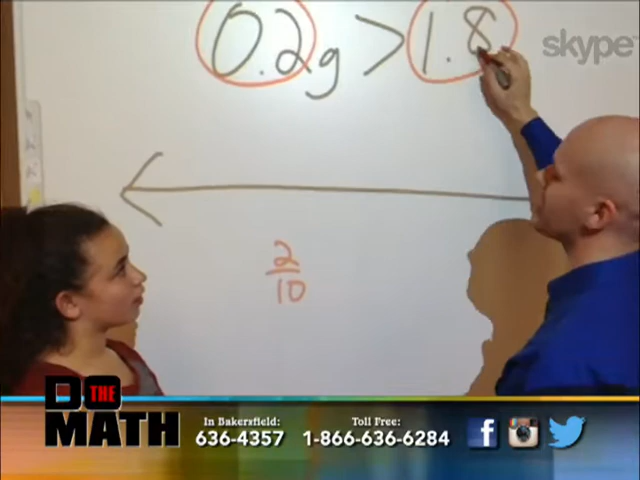 0.2g > 1.8
skype
2
10
DO THE
MATH
In Bakersfield:
636-4357
Toll Free:
1-866-636-6284